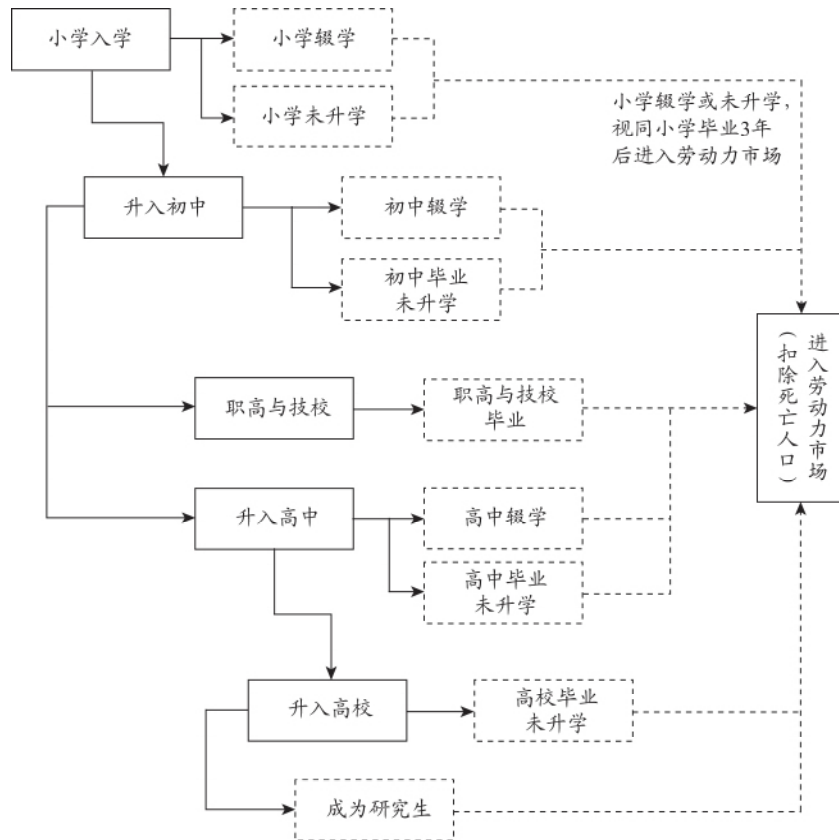 小学入学
小学辍学
小学未升学
小学辍学或未升学，
视同小学毕业3年
后进入劳动力市场
升入初中
初中辍学
初中毕业
未升学
进入劳动力市场
（扣除死亡人口）
职高与技校
职高与技校
毕业
升入高中
高中辍学
高中毕业
未升学
升入高校
高校毕业
未升学
成为研究生